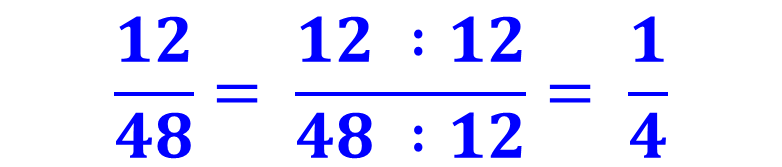 12/48 = 12 : 12/48 : 12 = 1/4